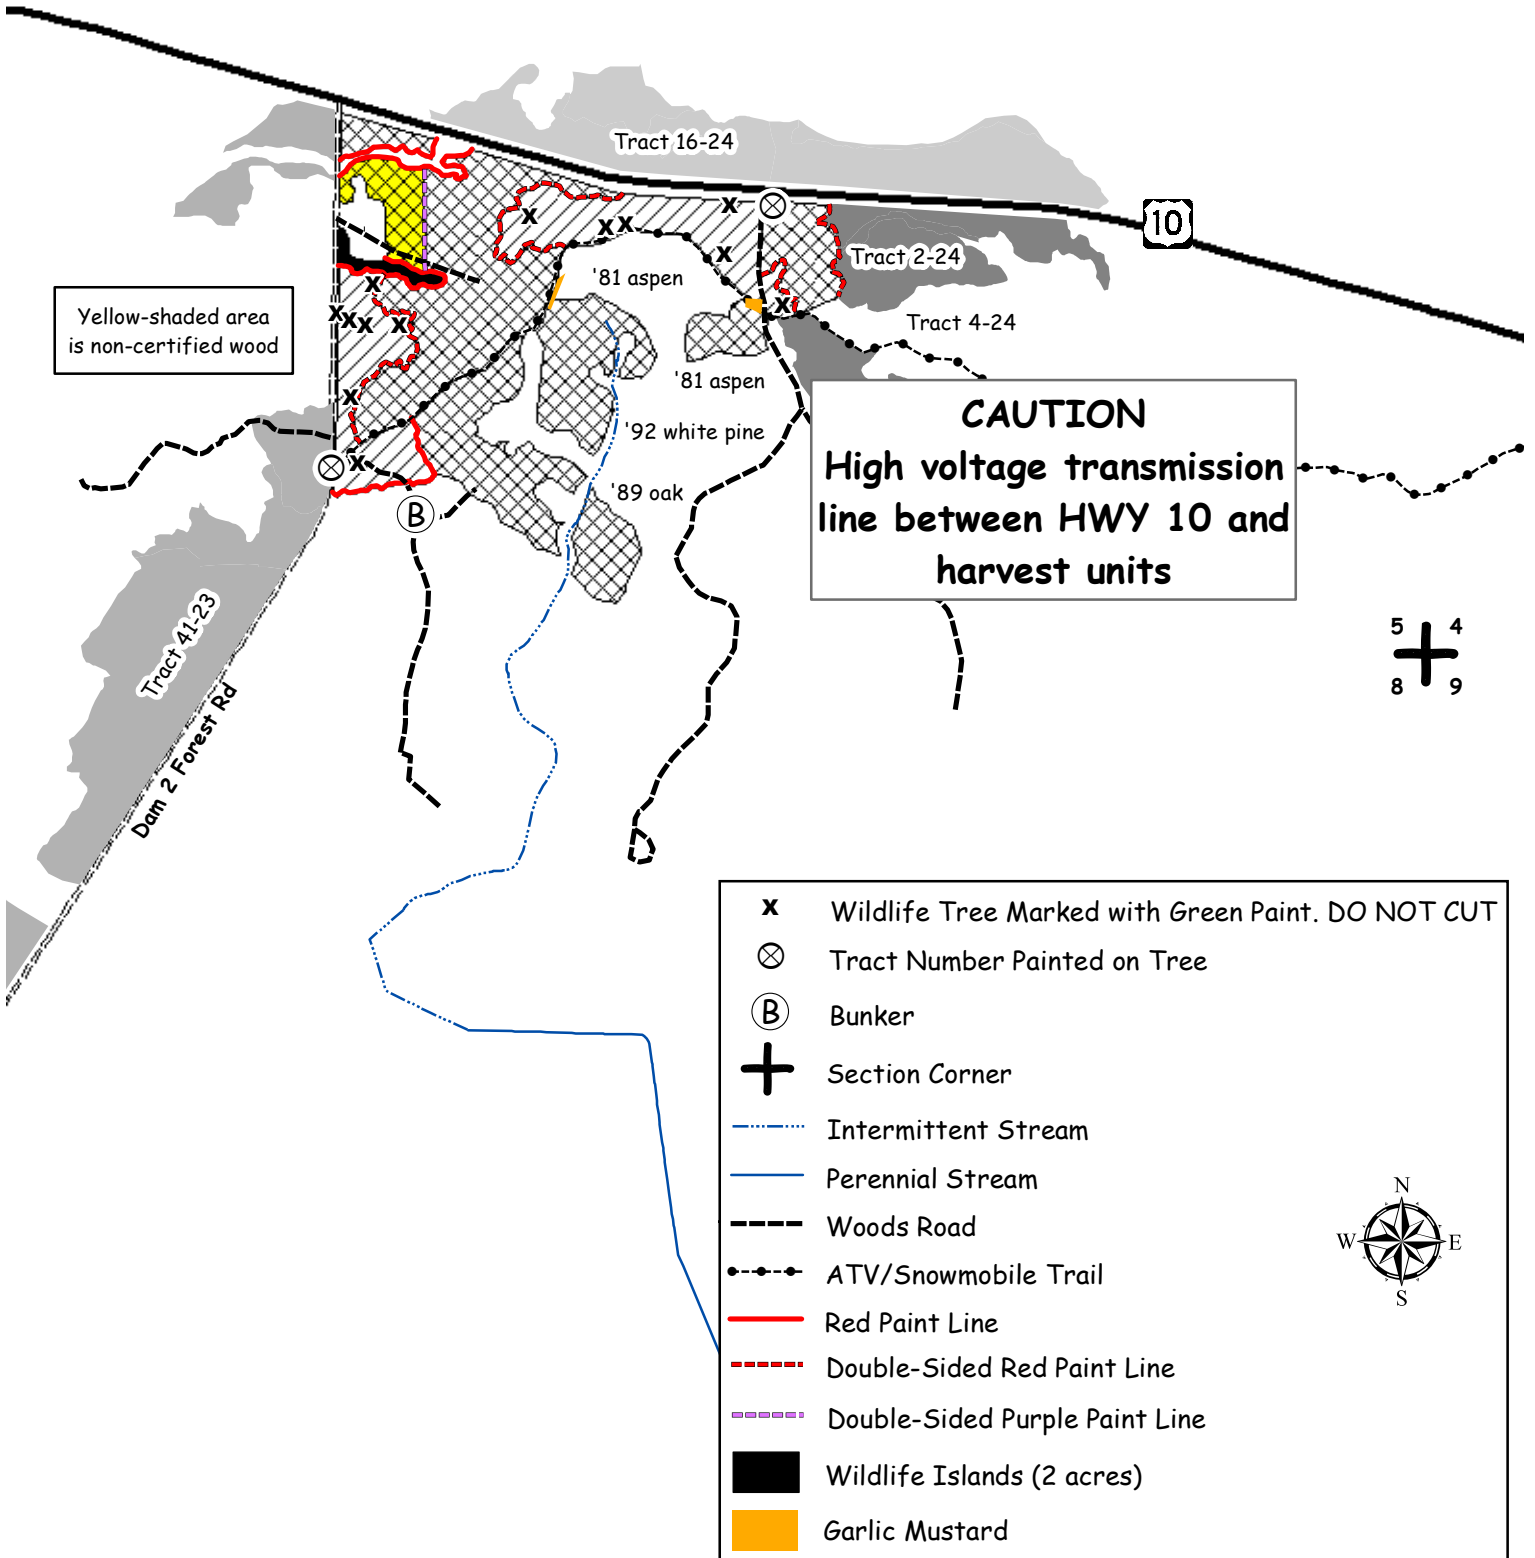 Tract 16-24
10
Tract 2-24
'81 aspen
Yellow-shaded area
is non-certified wood
Tract 4-24
'81 aspen
CAUTION
High voltage transmission
line between HWY 10 and
harvest units
'92 white pine
'89 oak
B
Tract 41-23
Dam 2 Forest Rd
5 4
8 9
x Wildlife Tree Marked with Green Paint. DO NOT CUT
Tract Number Painted on Tree
B Bunker
Section Corner
Intermittent Stream
Perennial Stream
Woods Road
ATV/Snowmobile Trail
Red Paint Line
Double-Sided Red Paint Line
Double-Sided Purple Paint Line
Wildlife Islands (2 acres)
Garlic Mustard
N
W E
S